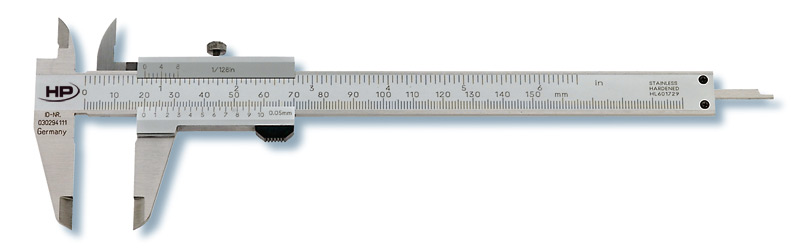 0 4 8
1/128in
HP
0 1 2 3 4 5 6 in
0 10 20 30 40 50 60 70 80 90 100 110 120 130 140 150 mm
0 1 2 3 4 5 6 7 8 9 10 0.05mm
ID-NR.
030294111
Germany
STAINLESS
HARDENED
HL601729